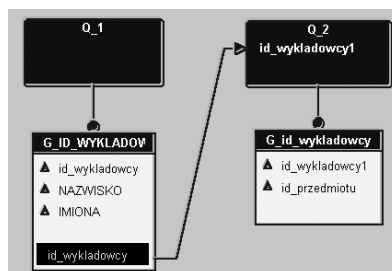 Q_1
Q_2
id_wykladowcy1
G_ID_WYKLADOW
id_wykladowcy
NAZWISKO
IMIONA
id_wykladowcy
G_id_wykladowcy
id_wykladowcy1
id_przedmiotu